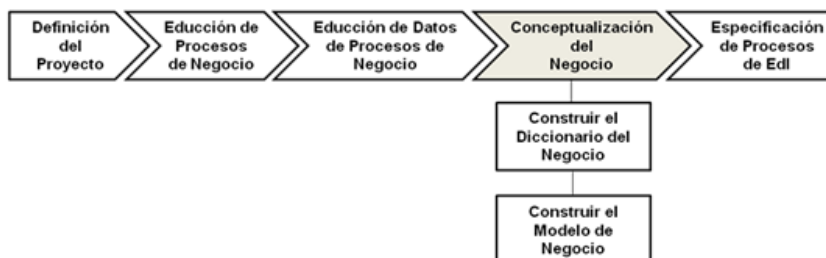 Definición
del
Proyecto
Educción de
Procesos
de Negocio
Educción de Datos
de Procesos de
Negocio
Conceptualización
del
Negocio
Especificación
de Procesos
de EdI
Construir el
Diccionario del
Negocio
Construir el
Modelo de
Negocio